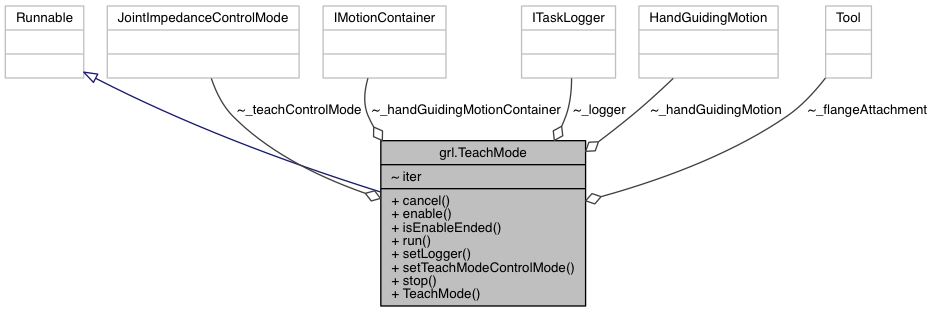 Runnable
JointImpedanceControlMode
IMotionContainer
ITaskLogger
HandGuidingMotion
Tool
~_teachControlMode
~_handGuidingMotionContainer
~_logger
~_handGuidingMotion
~_flangeAttachment
grl.TeachMode
~ iter
+ cancel()
+ enable()
+ isEnableEnded()
+ run()
+ setLogger()
+ setTeachModeControlMode()
+ stop()
+ TeachMode()